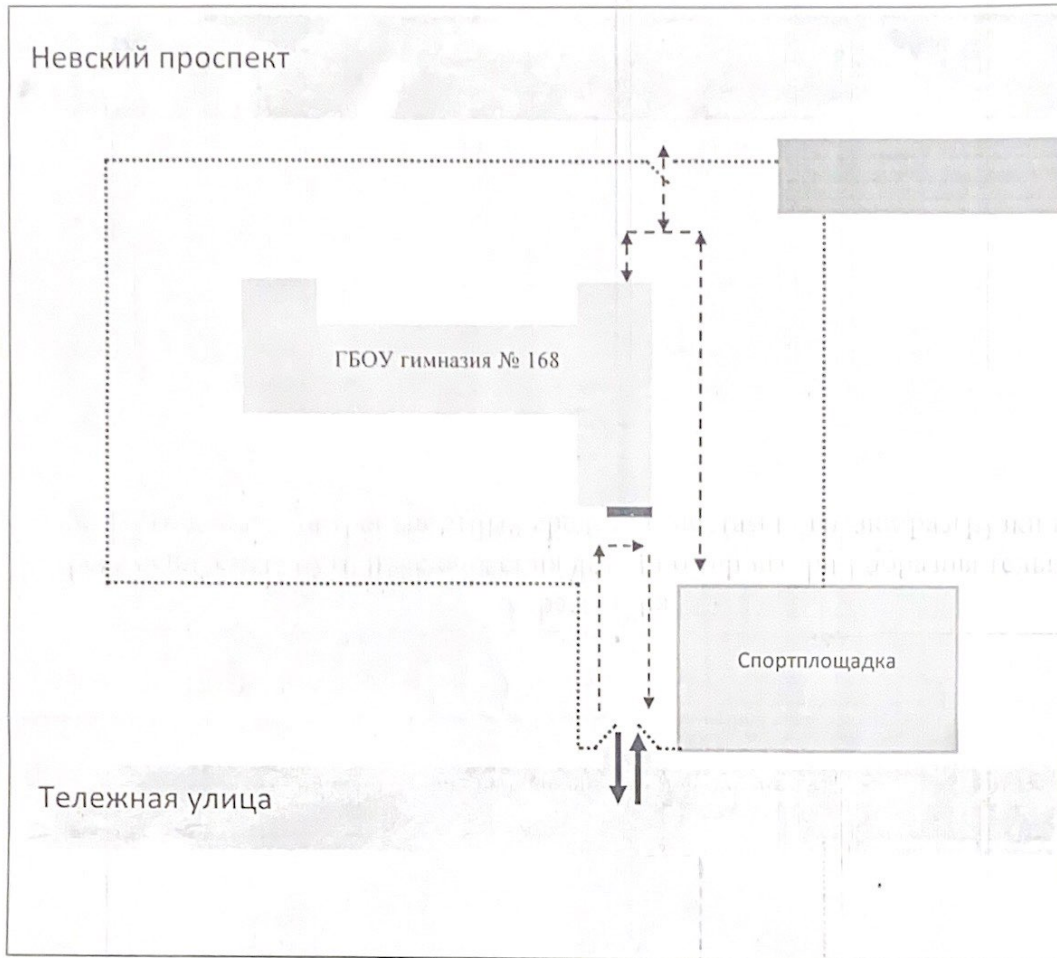 Невский проспект
ГБОУ гимназия № 168
Спортплощадка
Тележная улица